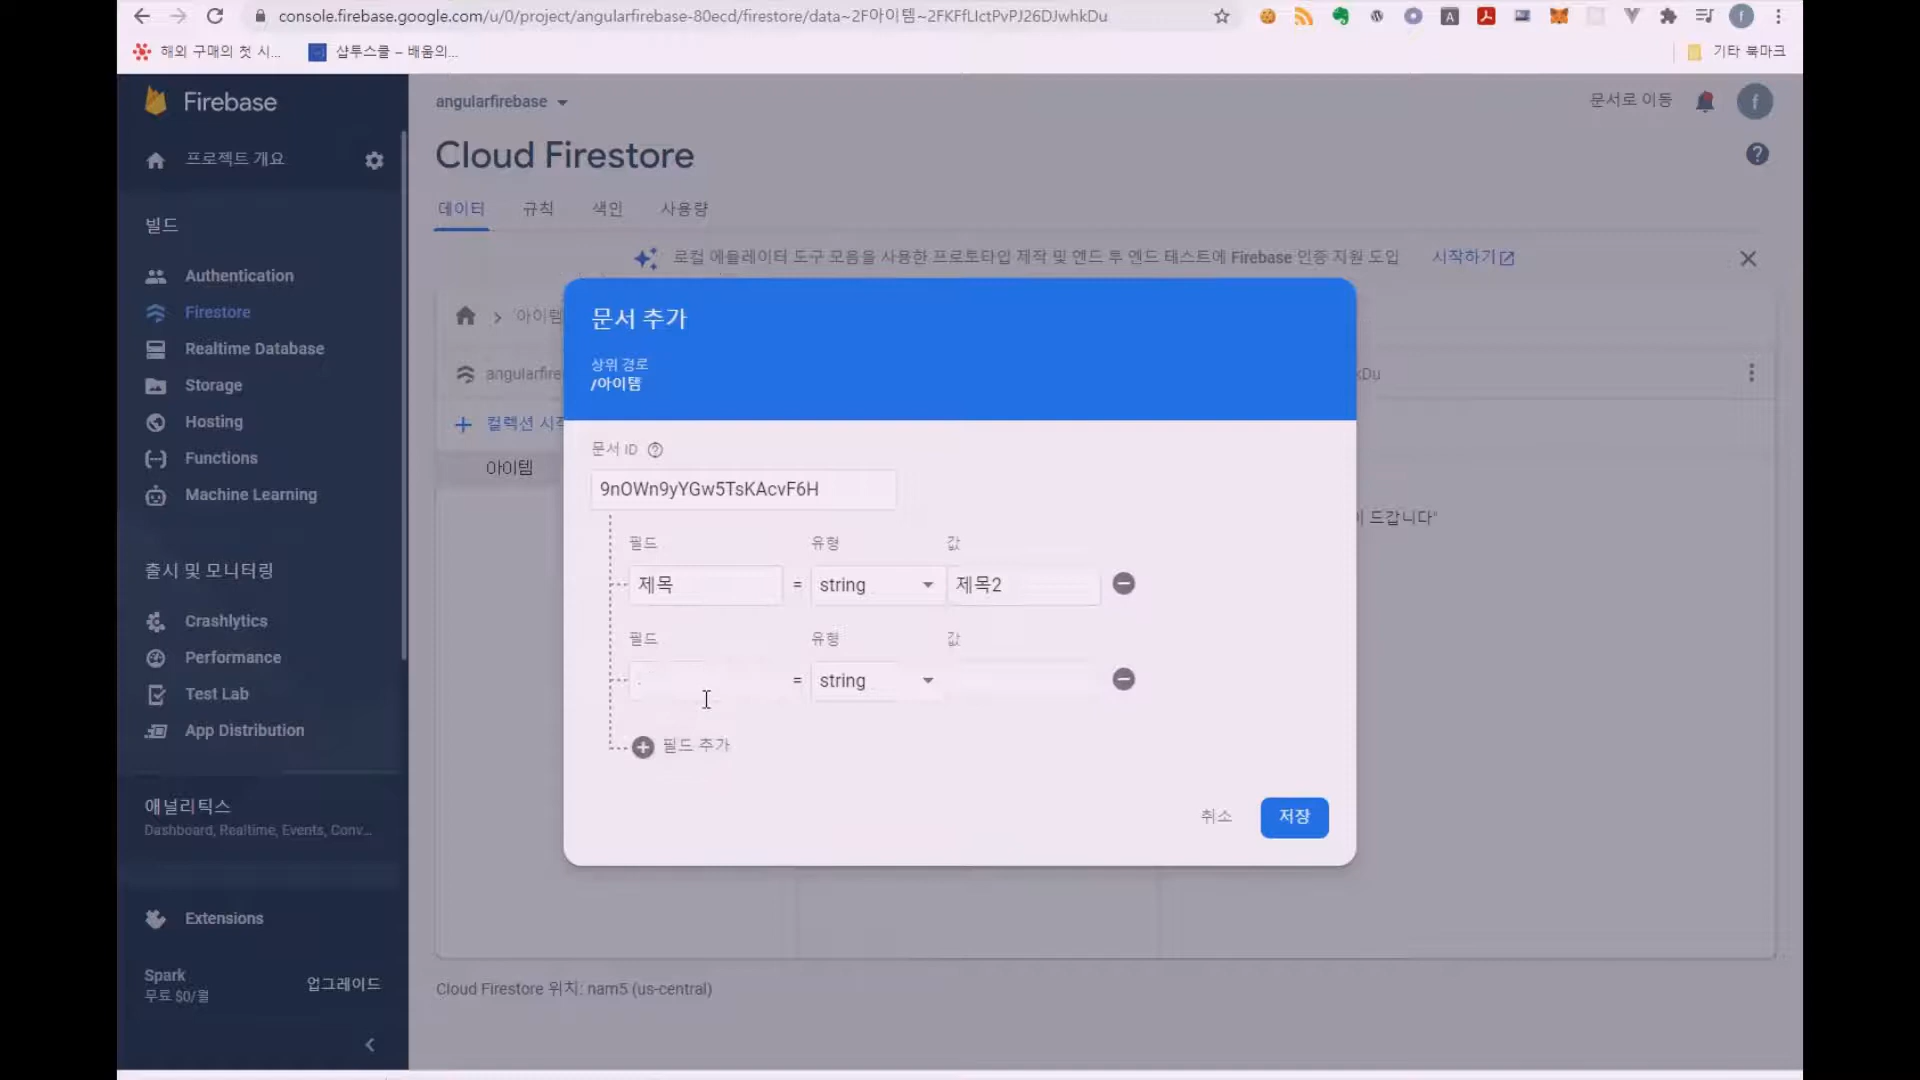 console.firebase.google.com/u/0/project/angularfirebase-80ecd/firestore/data~2F아이템~2FKFfLIctPvPJ26DJwhkDu
해외 구매의 첫 시...
샵투스쿨 – 배움의...
기타 북마크
Firebase
프로젝트 개요
빌드
Authentication
Firestore
Realtime Database
Storage
Hosting
Functions
Machine Learning
출시 및 모니터링
Crashlytics
Performance
Test Lab
App Distribution
애널리틱스
Dashboard, Realtime, Events, Conv...
Extensions
Spark
무료 $0/월
업그레이드
angularfirebase
문서로 이동
f
Cloud Firestore
데이터
규칙
색인
사용량
로컬 에뮬레이터 도구 모음을 사용한 프로토타입 제작 및 엔드 투 엔드 테스트에 Firebase 인증 지원 도입
시작하기
아이템
angularfire
kDu
컬렉션 시작
아이템
드갑니다"
문서 추가
상위 경로
/아이템
문서 ID
9nOWn9yYGw5TsKAcvF6H
필드 유형 값
제목 = string 제목2
필드 유형 값
= string
필드 추가
취소
저장
Cloud Firestore 위치: nam5 (us-central)